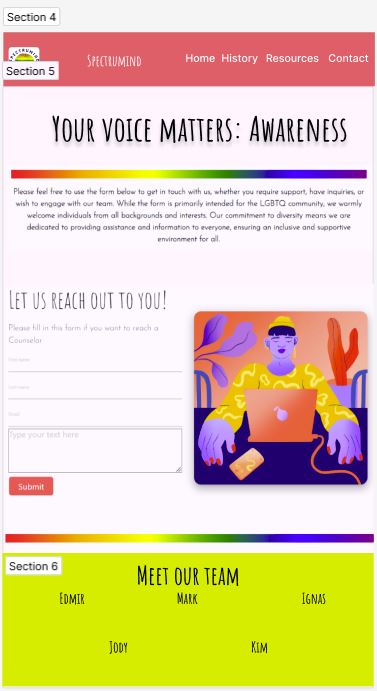 Section 4
SPECTRUMIND
Section 5
Spectrumind
Home History Resources Contact
Your voice matters: Awareness
Please feel free to use the form below to get in touch with us, whether you require support, have inquiries, or
wish to engage with our team. While the form is primarily intended for the LGBTQ community, we warmly
welcome individuals from all backgrounds and interests. Our commitment to diversity means we are
dedicated to providing assistance and information to everyone, ensuring an inclusive and supportive
environment for all.
Let us reach out to you!
Please fill in this form if you want to reach a
Counselar
First name
Last name
Email
Type your text here
Submit
Section 6
Meet our team
Edmir Mark Ignas
Jody Kim